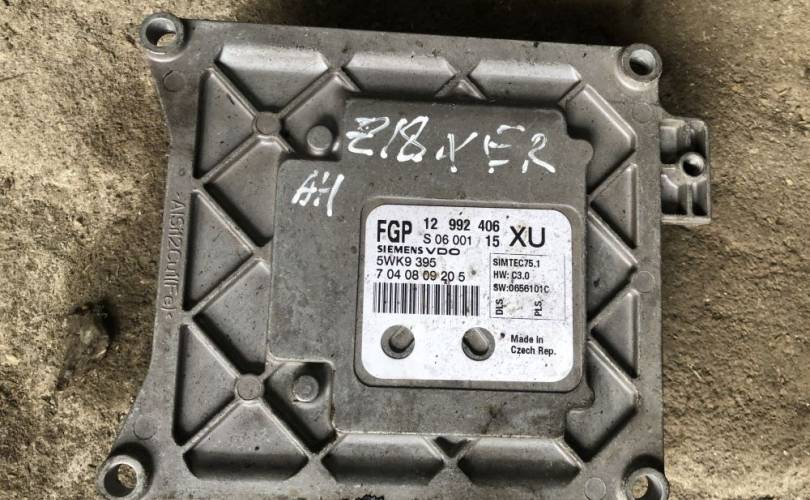 Z18XER
AH
FGP 12 992 406 XU
S 06 001 15
SIEMENS VDO
5WK9 395
7 04 08 09 20 5
SIMTEC75.1
HW: C3.0
SW:0656101C
DLS
PLS
Made In
Czech Rep.